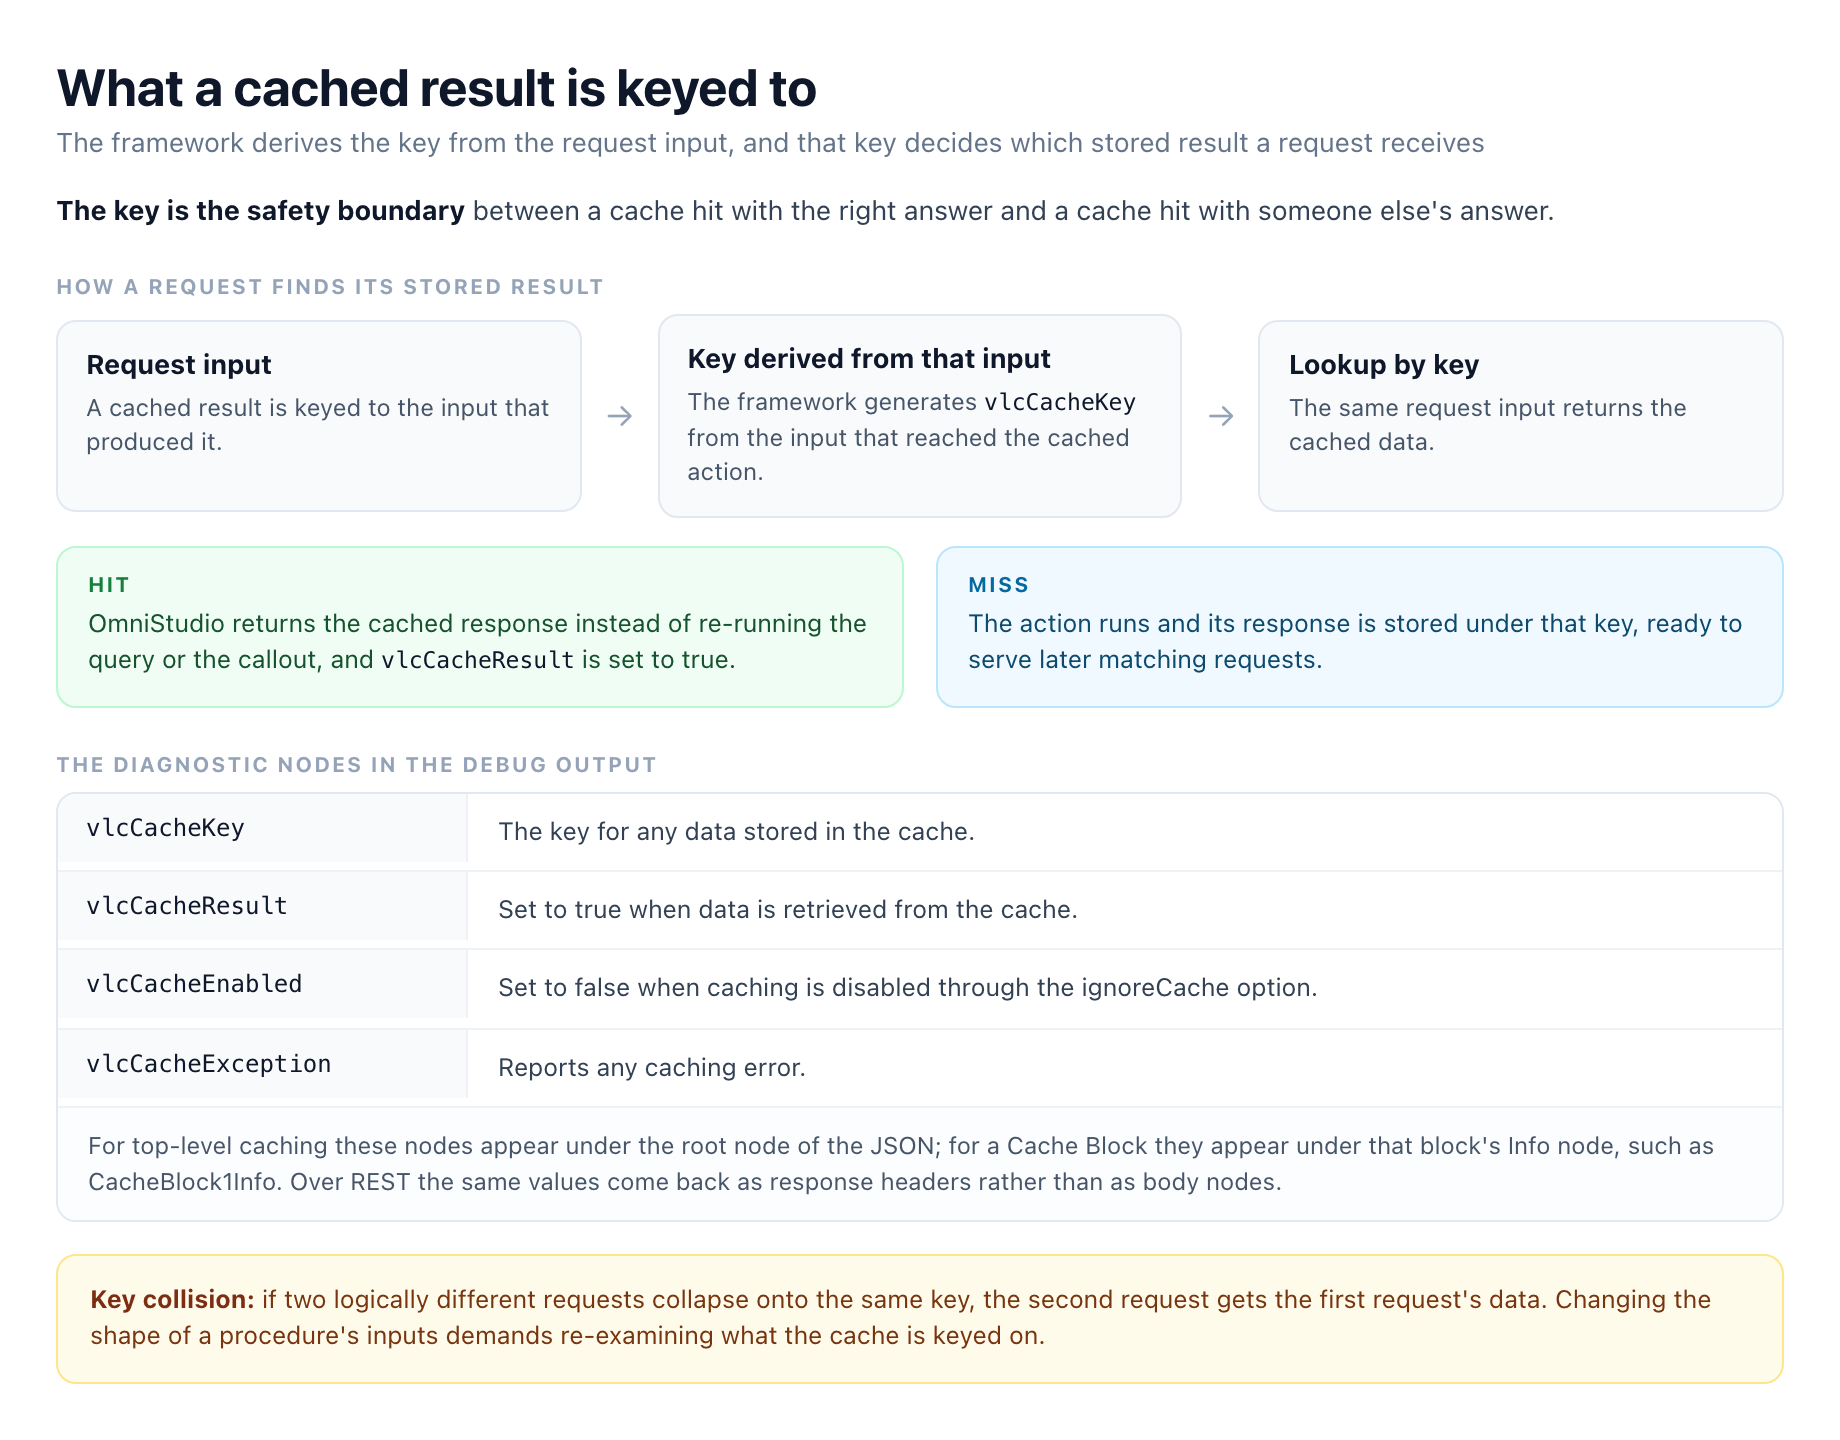 What a cached result is keyed to
The framework derives the key from the request input, and that key decides which stored result a request receives
The key is the safety boundary between a cache hit with the right answer and a cache hit with someone else's answer.
HOW A REQUEST FINDS ITS STORED RESULT
Request input
A cached result is keyed to the input that
produced it.
→
Key derived from that input
The framework generates vlcCacheKey
from the input that reached the cached
action.
→
Lookup by key
The same request input returns the
cached data.
HIT
OmniStudio returns the cached response instead of re-running the
query or the callout, and vlcCacheResult is set to true.
MISS
The action runs and its response is stored under that key, ready to
serve later matching requests.
THE DIAGNOSTIC NODES IN THE DEBUG OUTPUT
vlcCacheKey
The key for any data stored in the cache.
vlcCacheResult
Set to true when data is retrieved from the cache.
vlcCacheEnabled
Set to false when caching is disabled through the ignoreCache option.
vlcCacheException
Reports any caching error.
For top-level caching these nodes appear under the root node of the JSON; for a Cache Block they appear under that block's Info node, such as
CacheBlock1Info. Over REST the same values come back as response headers rather than as body nodes.
Key collision: if two logically different requests collapse onto the same key, the second request gets the first request's data. Changing the
shape of a procedure's inputs demands re-examining what the cache is keyed on.